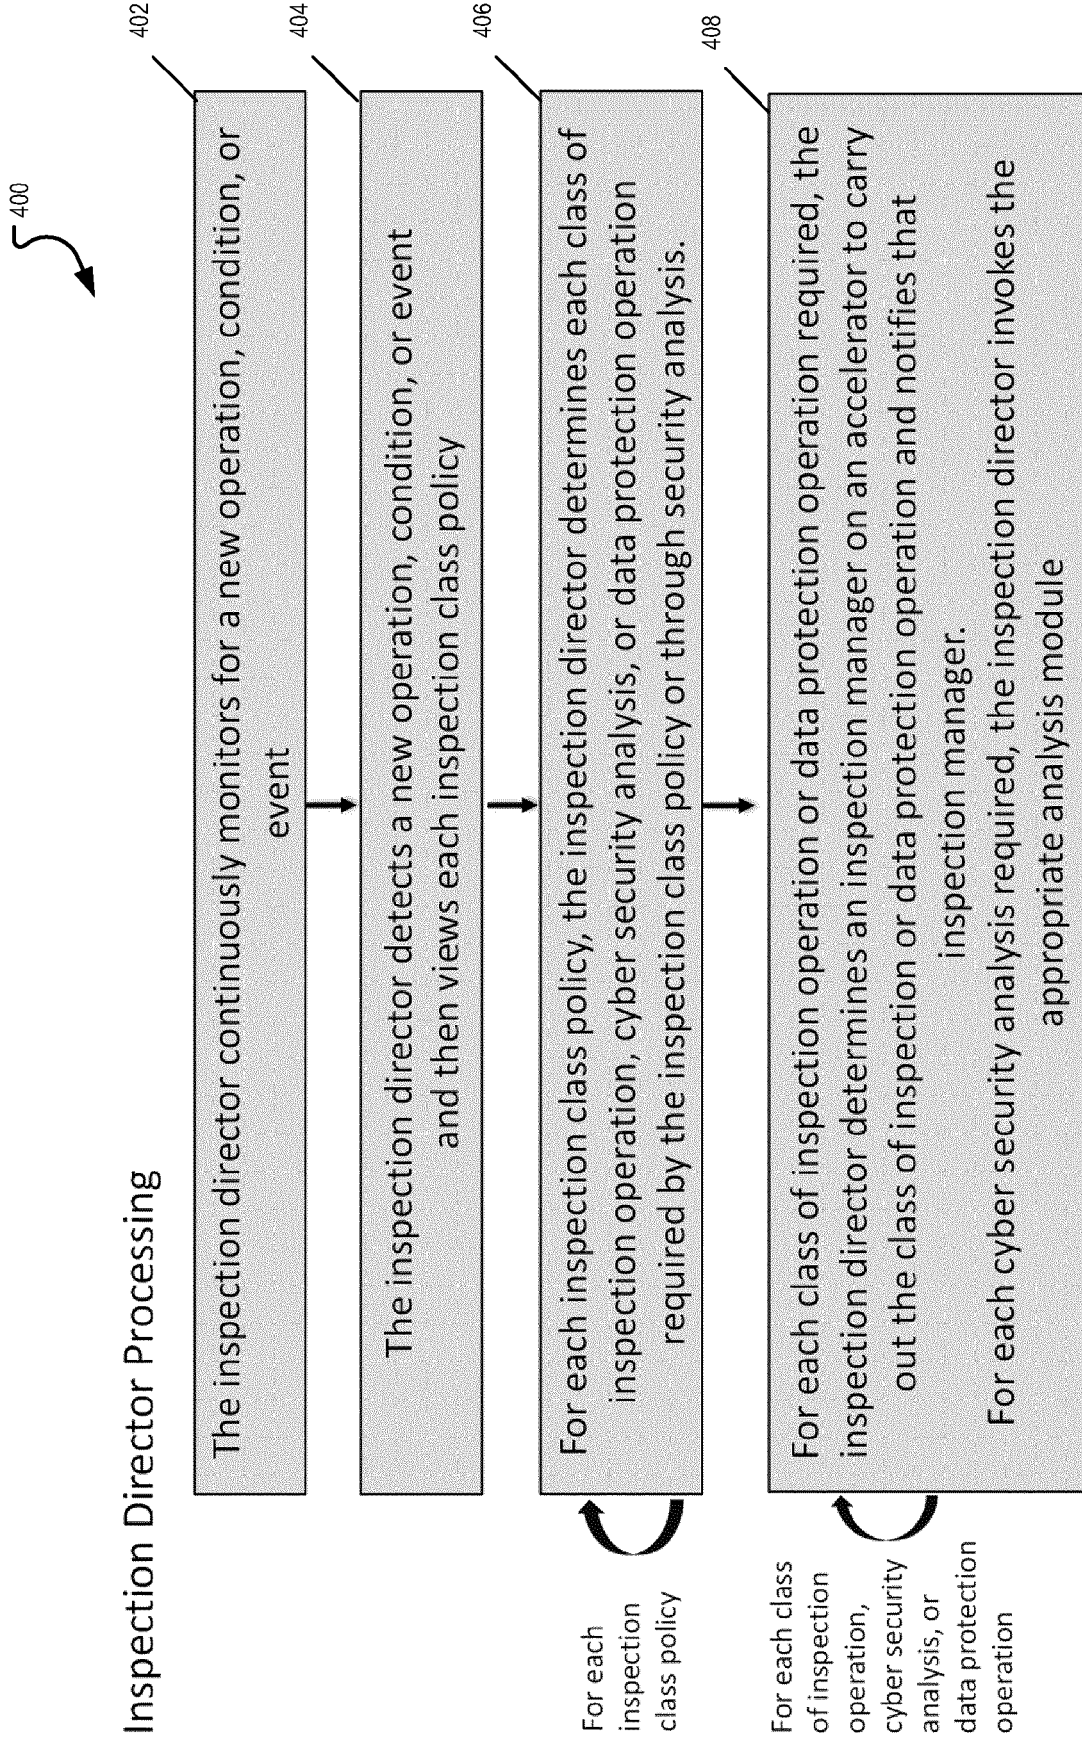 Inspection Director Processing
400
402
The inspection director continuously monitors for a new operation, condition, or
event
404
The inspection director detects a new operation, condition, or event
and then views each inspection class policy
406
For each inspection class policy, the inspection director determines each class of
inspection operation, cyber security analysis, or data protection operation
required by the inspection class policy or through security analysis.
For each
inspection
class policy
408
For each class of inspection operation or data protection operation required, the
inspection director determines an inspection manager on an accelerator to carry
out the class of inspection or data protection operation and notifies that
inspection manager.
For each cyber security analysis required, the inspection director invokes the
appropriate analysis module
For each class
of inspection
operation,
cyber security
analysis, or
data protection
operation